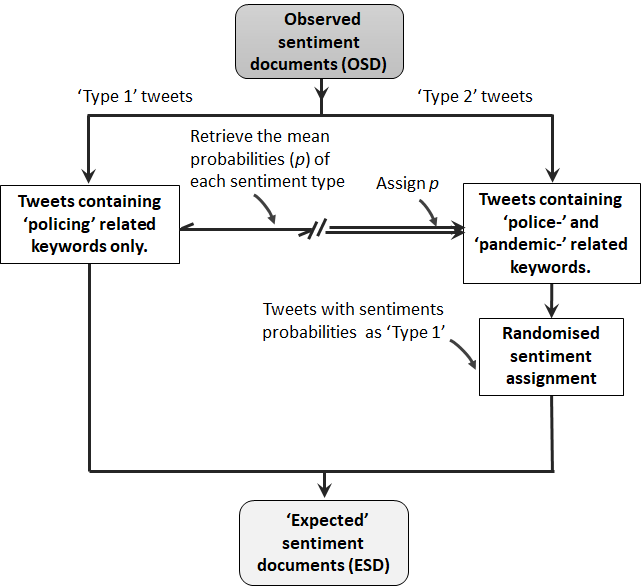 Observed
sentiment
documents (OSD)
‘Type 1’ tweets
‘Type 2’ tweets
Retrieve the mean
probabilities (p) of
each sentiment type
Assign p
Tweets containing
‘policing’ related
keywords only.
Tweets containing
‘police-’ and
‘pandemic-’ related
keywords.
Tweets with sentiments
probabilities as ‘Type 1’
Randomised
sentiment
assignment
‘Expected’
sentiment
documents (ESD)